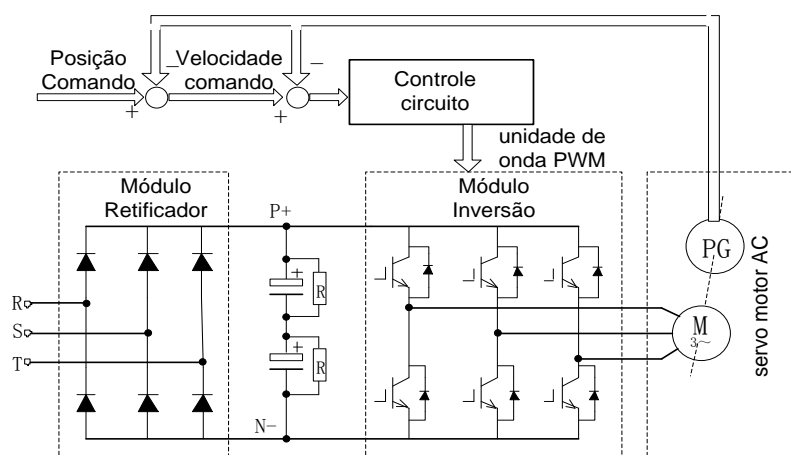 Posição
Comando
Velocidade
comando
Controle
circuito
−
−
+
+
unidade de
onda PWM
Módulo
Retificador
Módulo
Inversão
P+
PG
+
R
R
S
M
3~
+
R
T
N-
servo motor AC